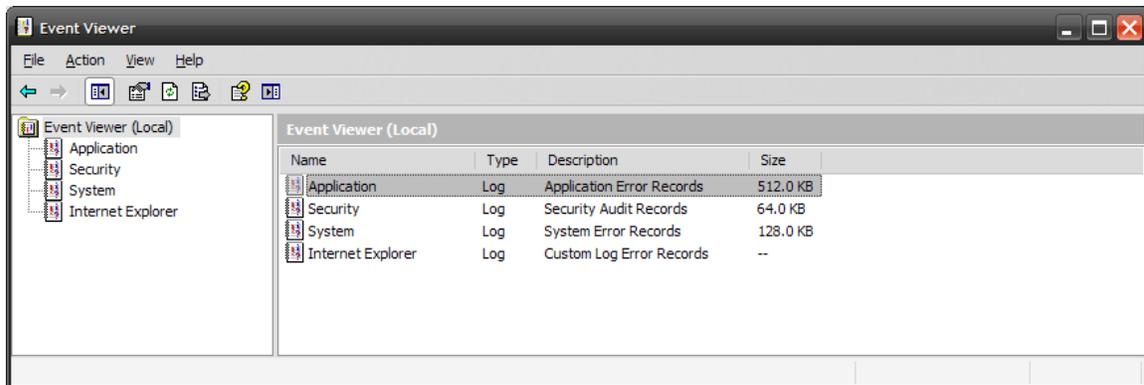 Event Viewer
File Action View Help
Event Viewer (Local)
Application
Security
System
Internet Explorer
Event Viewer (Local)
Name Type Description Size
Application Log Application Error Records 512.0 KB
Security Log Security Audit Records 64.0 KB
System Log System Error Records 128.0 KB
Internet Explorer Log Custom Log Error Records --